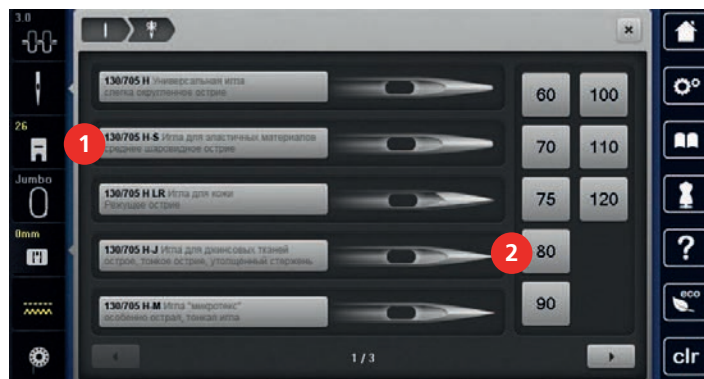 3.0
26
Jumbo
0mm
130/705 H Универсальная игла
слегка округленное острие
130/705 H-S Игла для эластичных материалов
среднее шаровидное острие
130/705 H LR Игла для кожи
Режущее острие
130/705 H-J Игла для джинсовых тканей
острое, тонкое острие, утолщенный стержень
130/705 H-M Игла "микротекс"
особенно острая, тонкая игла
1
2
60 100
70 110
75 120
80
90
1 / 3
?
eco
clr